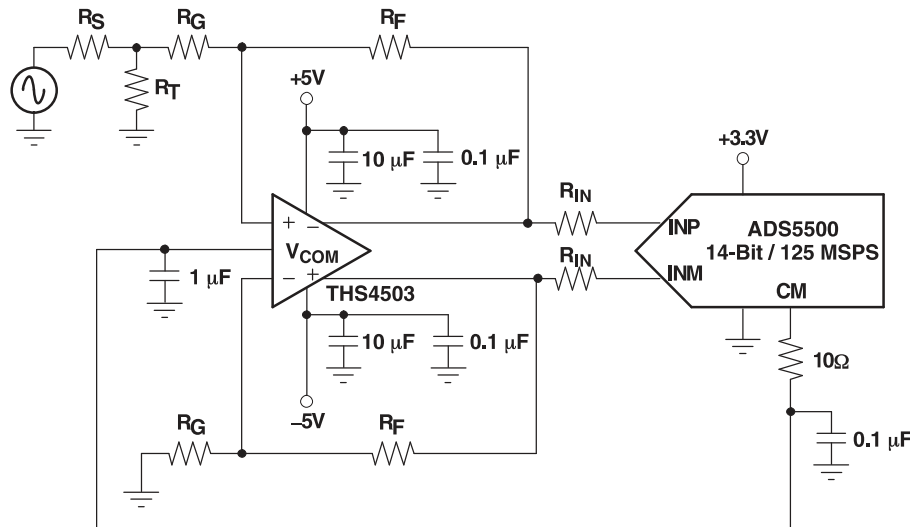 RS RG RF
RT
+5V
10 µF 0.1 µF
+3.3V
RIN
+ −
VCOM
− +
INP
ADS5500
14-Bit / 125 MSPS
RIN
INM
CM
1 µF
THS4503
10 µF 0.1 µF
10Ω
−5V
RG RF
0.1 µF